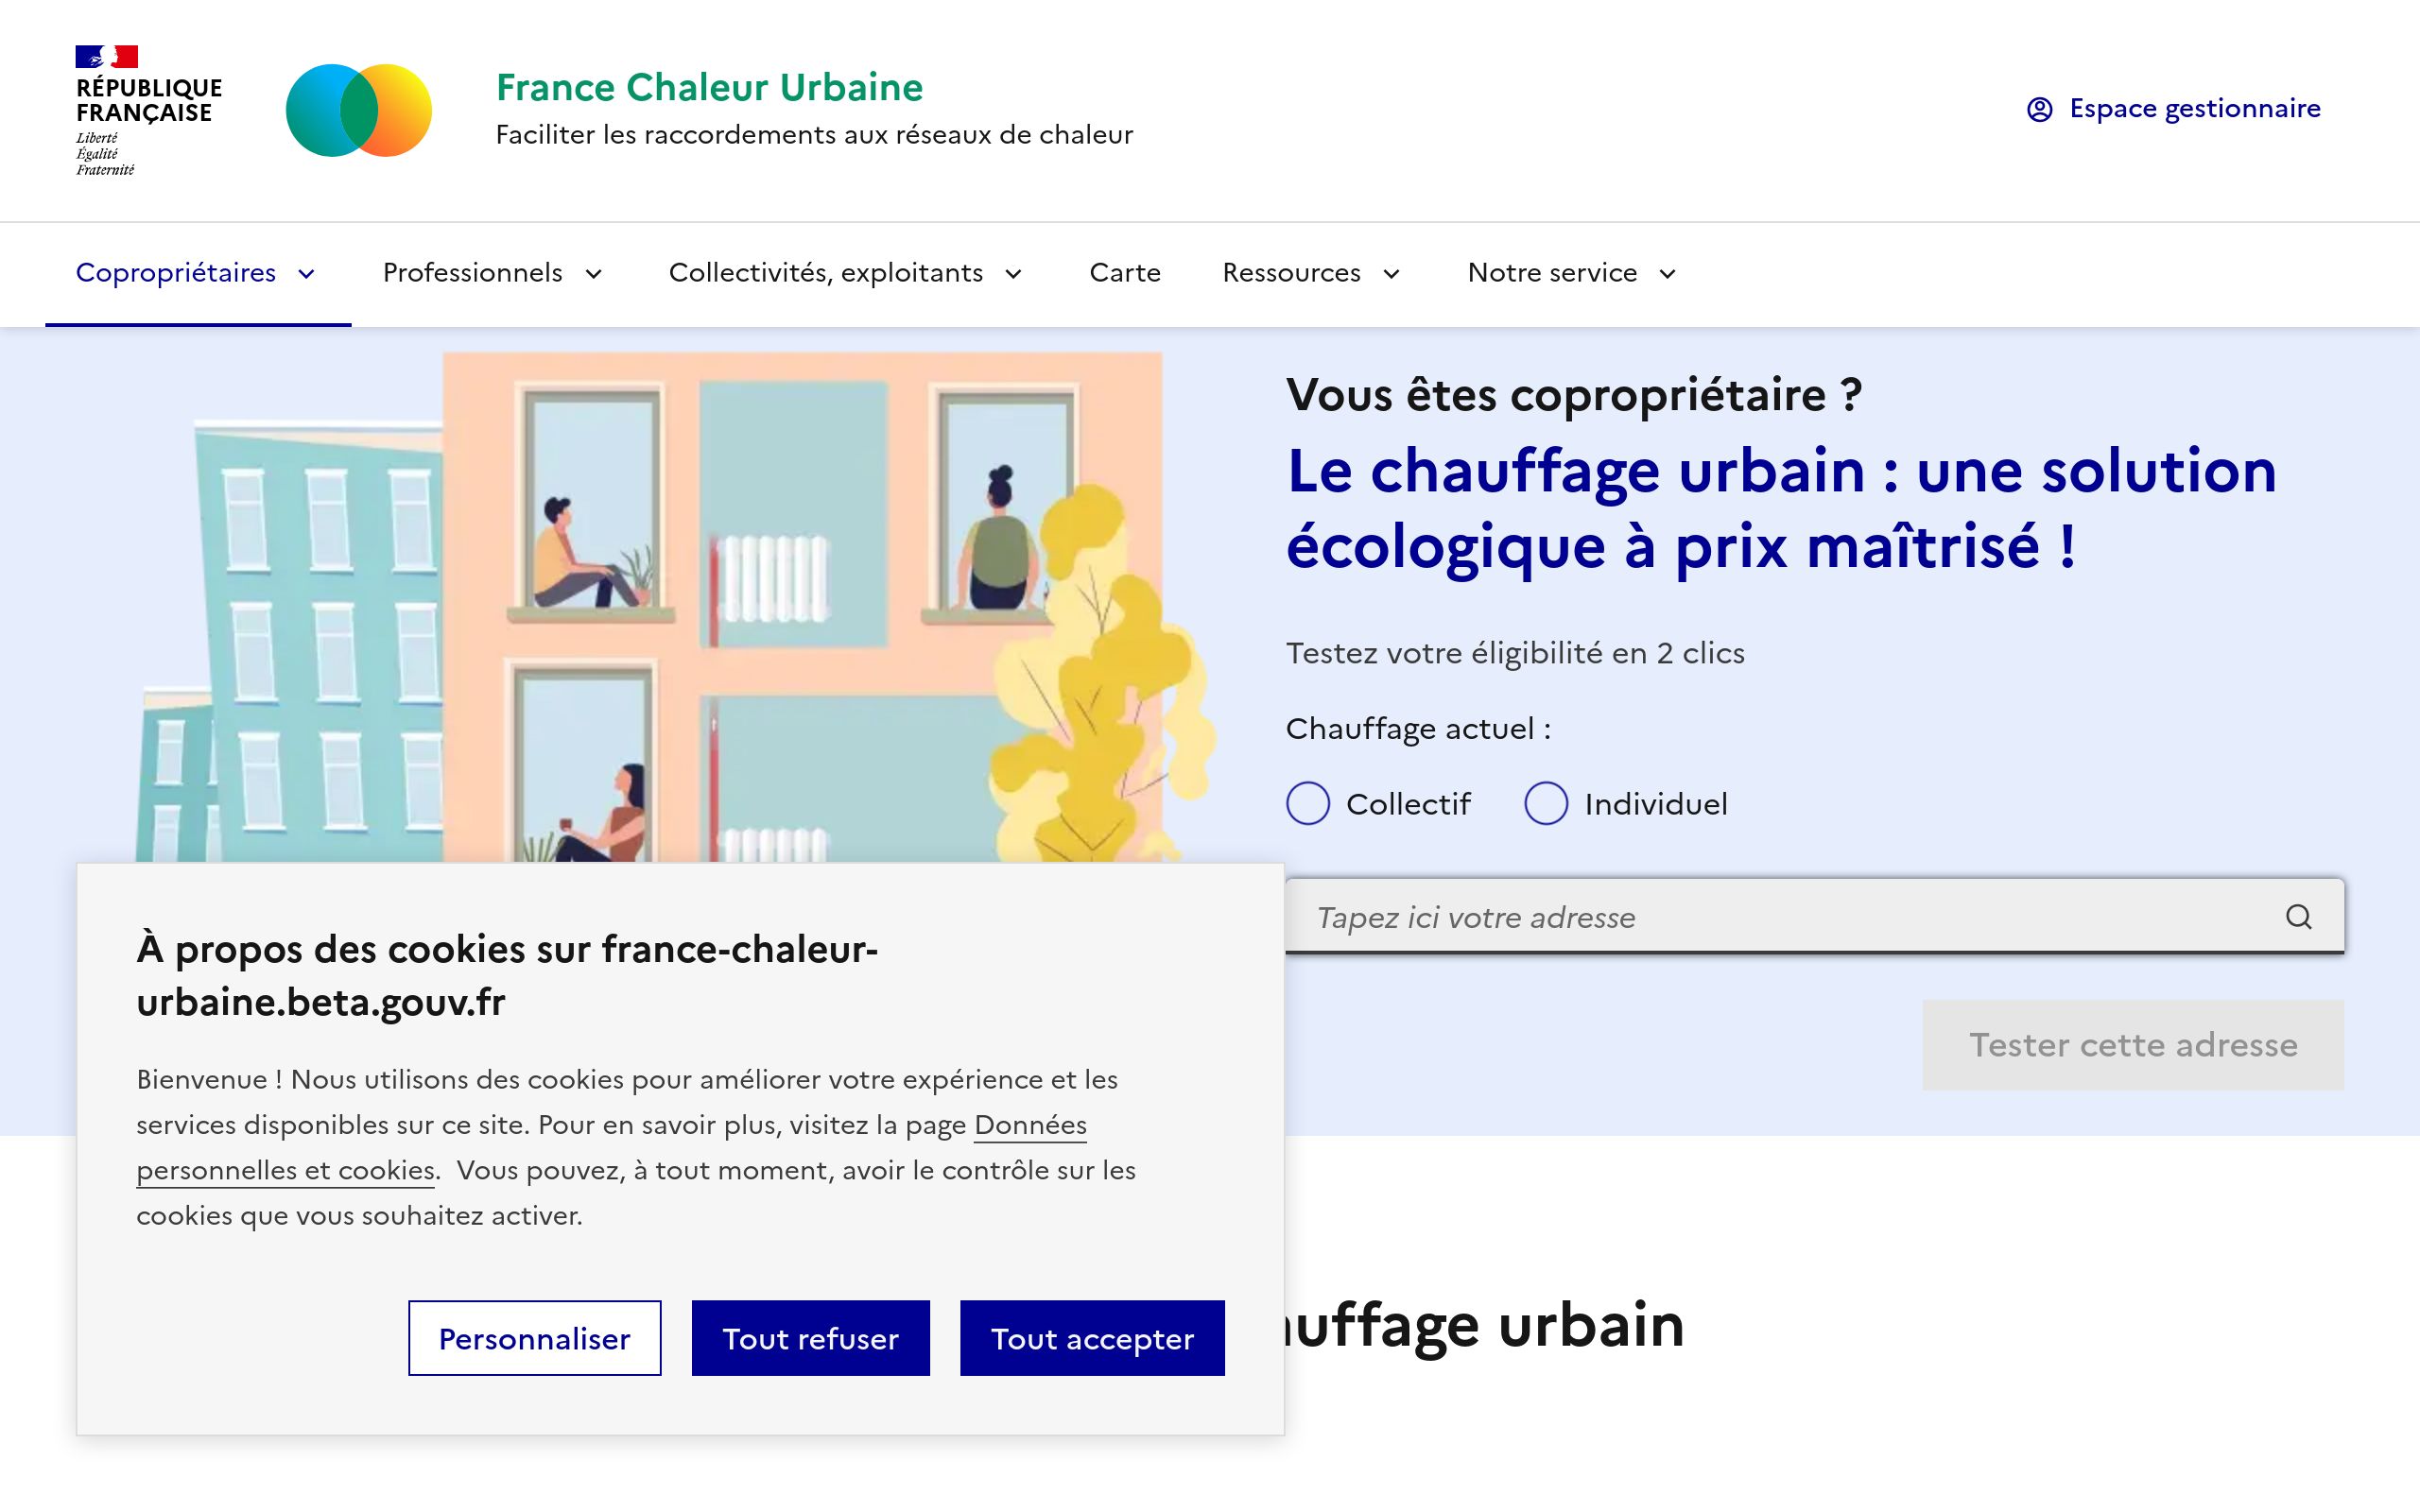 RÉPUBLIQUE
FRANÇAISE
Liberté
Égalité
Fraternité
France Chaleur Urbaine
Faciliter les raccordements aux réseaux de chaleur
Espace gestionnaire
Copropriétaires
Professionnels
Collectivités, exploitants
Carte
Ressources
Notre service
Vous êtes copropriétaire ?
Le chauffage urbain : une solution
écologique à prix maîtrisé !
Testez votre éligibilité en 2 clics
Chauffage actuel :
Collectif
Individuel
Tapez ici votre adresse
Tester cette adresse
À propos des cookies sur france-chaleur-
urbaine.beta.gouv.fr
Bienvenue ! Nous utilisons des cookies pour améliorer votre expérience et les
services disponibles sur ce site. Pour en savoir plus, visitez la page Données
personnelles et cookies.  Vous pouvez, à tout moment, avoir le contrôle sur les
cookies que vous souhaitez activer.
Personnaliser
Tout refuser
Tout accepter
urbain